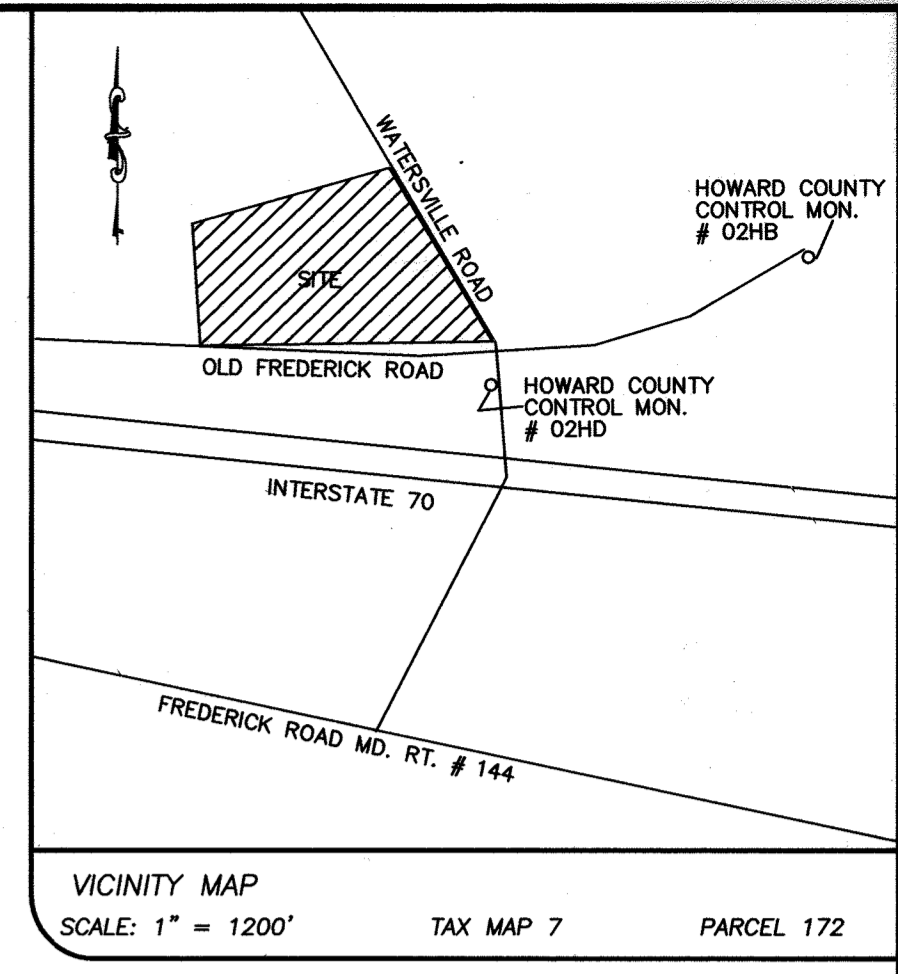 WATERSVILLE ROAD
HOWARD COUNTY
CONTROL MON.
# 02HB
SITE
OLD FREDERICK ROAD
HOWARD COUNTY
CONTROL MON.
# 02HD
INTERSTATE 70
FREDERICK ROAD MD. RT. # 144
VICINITY MAP
SCALE: 1" = 1200' TAX MAP 7 PARCEL 172